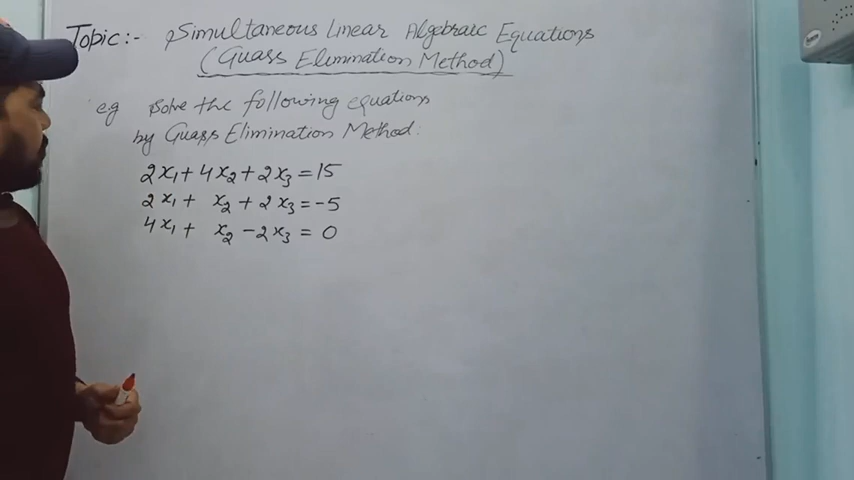 Topic:- Simultaneous Linear Algebraic Equations
(Guass Elimination Method)
e.g Solve the following equations
by Guass Elimination Method:
2x₁ + 4x₂ + 2x₃ = 15
2x₁ + x₂ + 2x₃ = -5
4x₁ + x₂ - 2x₃ = 0